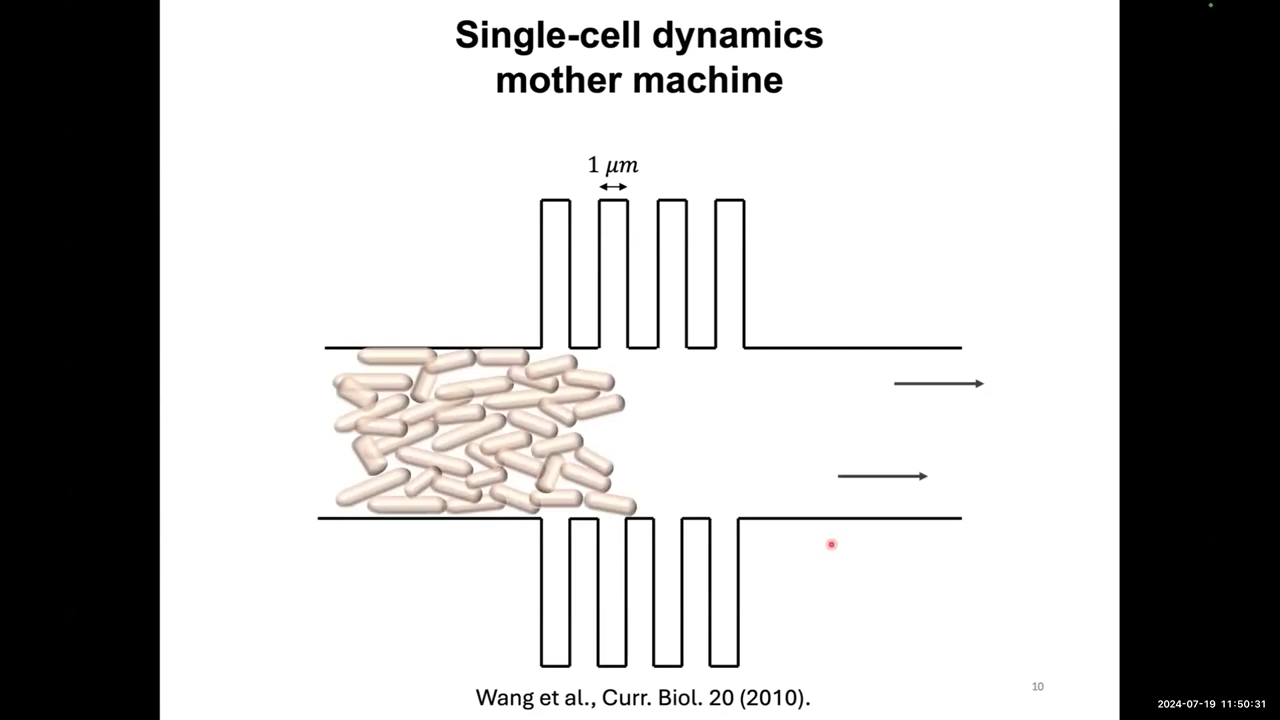 Single-cell dynamics
mother machine
1 μm
Wang et al., Curr. Biol. 20 (2010).
10
2024-07-19 11:50:31